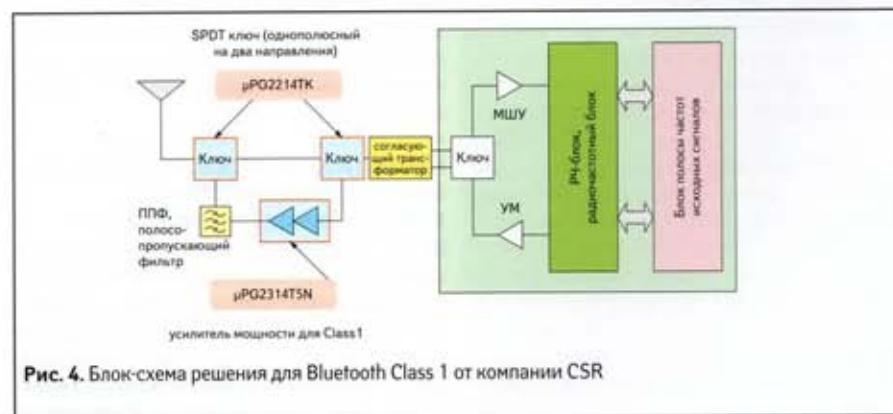 SPDT ключ (однополюсный
на два направления)
μPG2214TK
Ключ
Ключ
согласую-
щий транс-
форматор
Ключ
МШУ
УМ
РЧ-блок,
радиочастотный блок
Блок полосы частот
исходных сигналов
ППФ,
полосо-
пропускающий
фильтр
μPG2314T5N
усилитель мощности для Class1
Рис. 4. Блок-схема решения для Bluetooth Class 1 от компании CSR